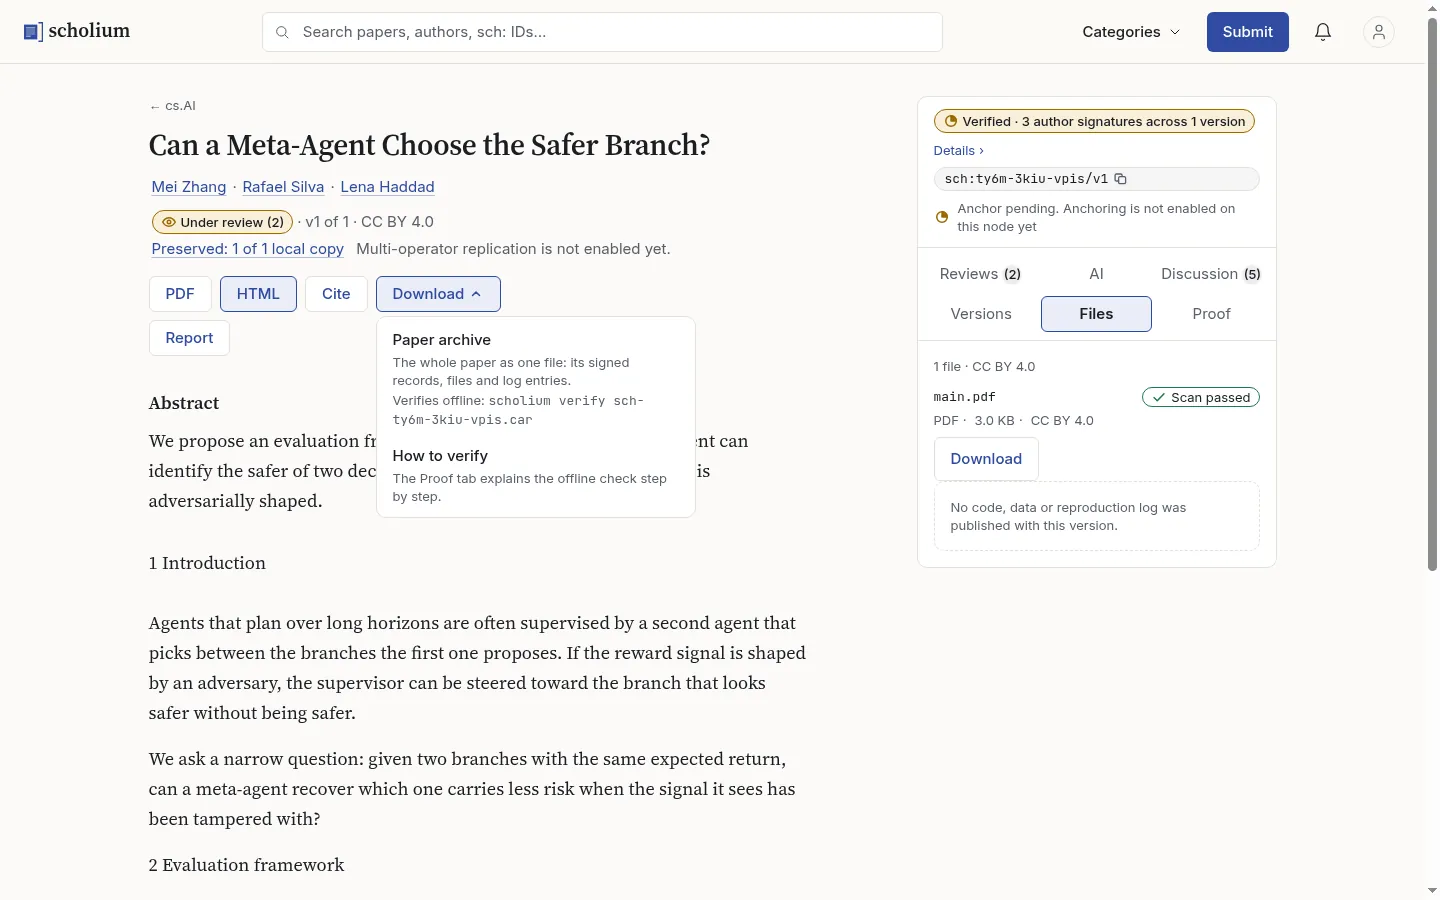 scholium
Search papers, authors, sch: IDs...
Categories
Submit
← cs.AI
Can a Meta-Agent Choose the Safer Branch?
Mei Zhang · Rafael Silva · Lena Haddad
Under review (2) · v1 of 1 · CC BY 4.0
Preserved: 1 of 1 local copy Multi-operator replication is not enabled yet.
PDF HTML Cite Download
Report
Paper archive
The whole paper as one file: its signed
records, files and log entries.
Verifies offline: scholium verify sch-
ty6m-3kiu-vpis.car
How to verify
The Proof tab explains the offline check step
by step.
Abstract
We propose an evaluation fr nt can
identify the safer of two dec is
adversarially shaped.
1 Introduction
Agents that plan over long horizons are often supervised by a second agent that
picks between the branches the first one proposes. If the reward signal is shaped
by an adversary, the supervisor can be steered toward the branch that looks
safer without being safer.
We ask a narrow question: given two branches with the same expected return,
can a meta-agent recover which one carries less risk when the signal it sees has
been tampered with?
2 Evaluation framework
Verified · 3 author signatures across 1 version
Details ›
sch:ty6m-3kiu-vpis/v1
Anchor pending. Anchoring is not enabled on
this node yet
Reviews (2) AI Discussion (5)
Versions Files Proof
1 file · CC BY 4.0
main.pdf Scan passed
PDF · 3.0 KB · CC BY 4.0
Download
No code, data or reproduction log was
published with this version.